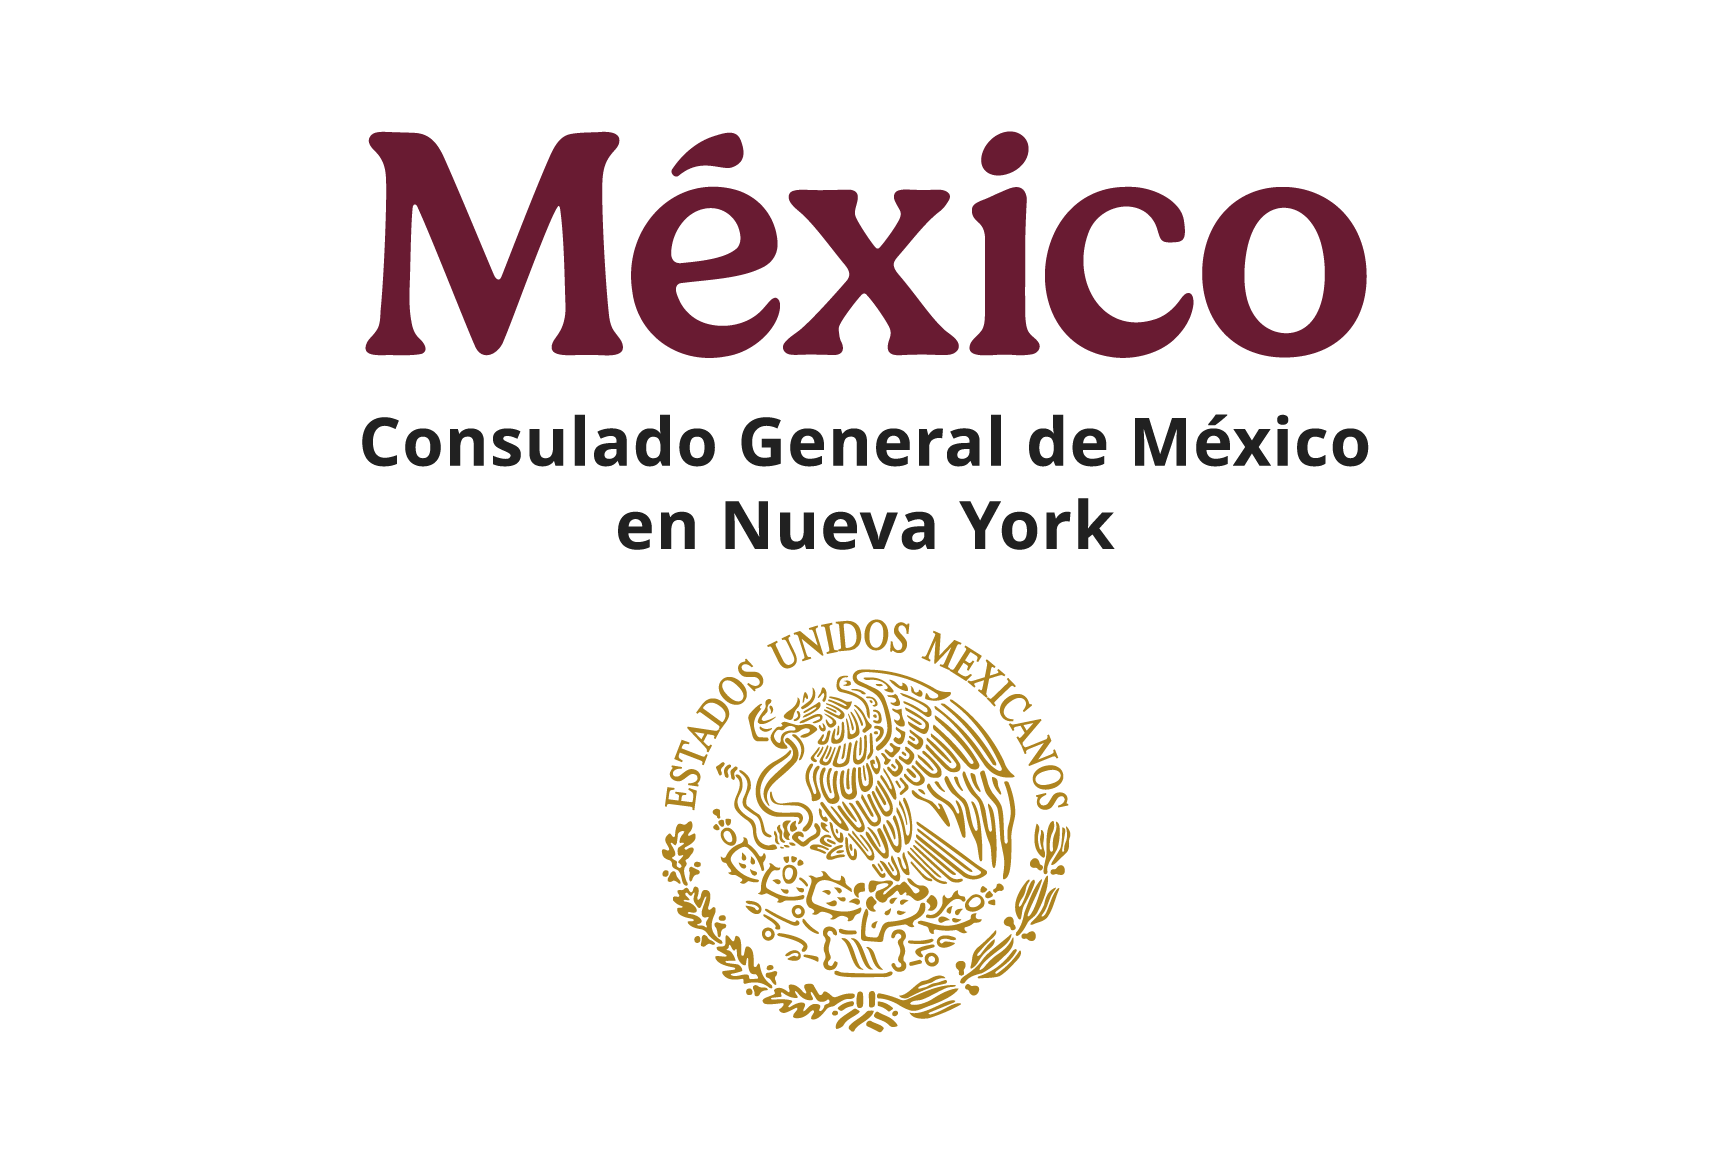 México
Consulado General de México
en Nueva York
ESTADOS UNIDOS MEXICANOS